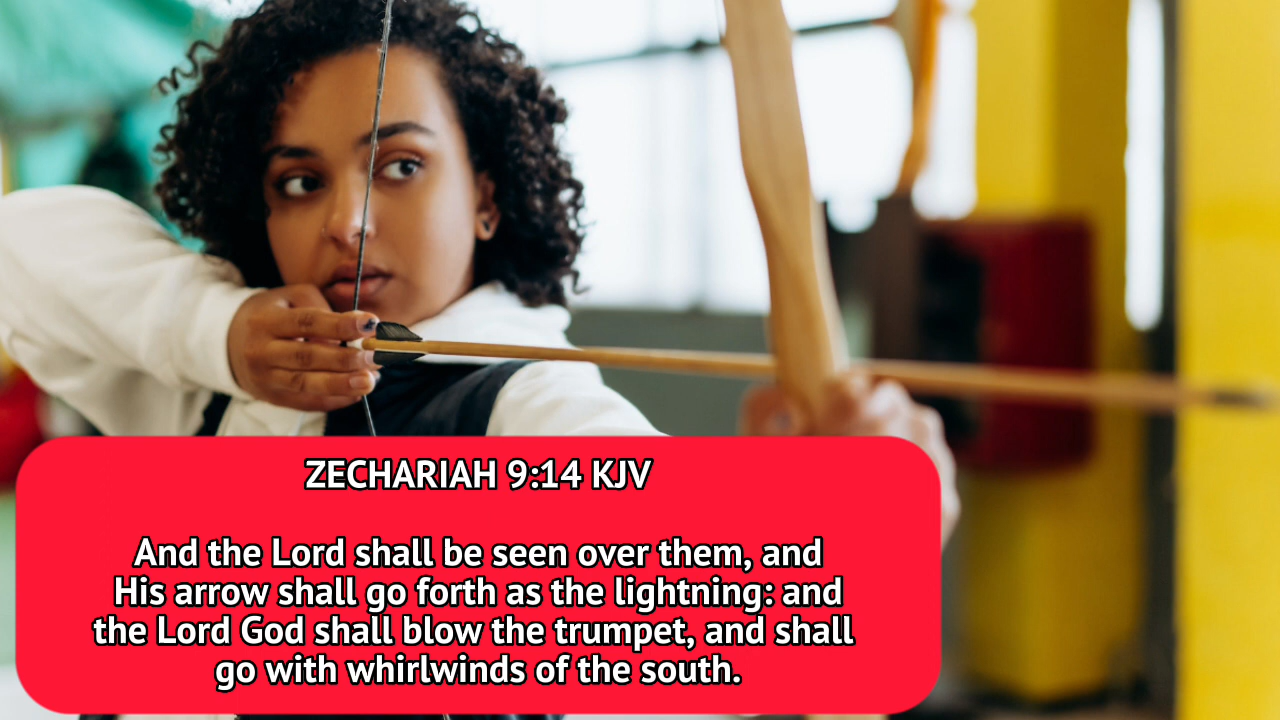 ZECHARIAH 9:14 KJV
And the Lord shall be seen over them, and
His arrow shall go forth as the lightning: and
the Lord God shall blow the trumpet, and shall
go with whirlwinds of the south.